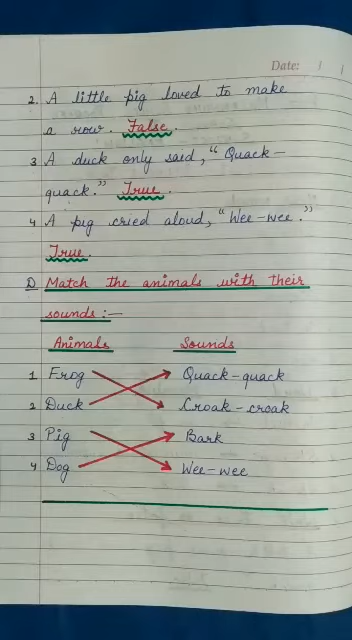 Date:
2. A little pig loved to make
a row. False.
3 A duck only said, "Quack-
quack." True.
4 A pig cried aloud, "Wee-wee."
True.
D Match the animals with their
sounds :-
Animals Sounds
1 Frog Quack-quack
2 Duck Croak-croak
3 Pig Bark
4 Dog Wee-wee